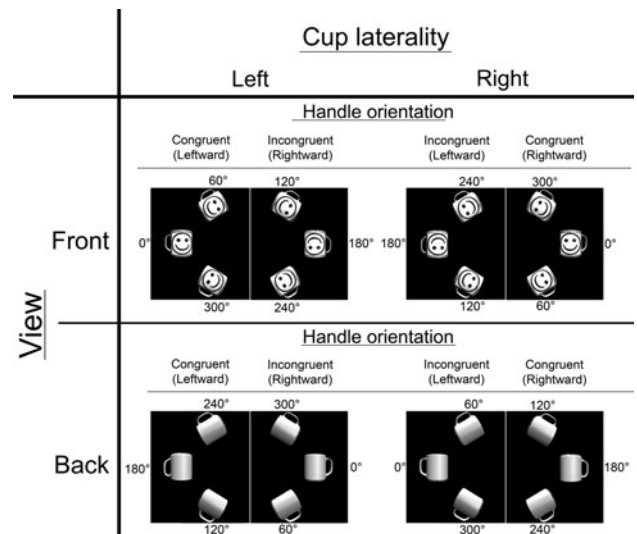 Cup laterality
Left Right
Handle orientation
Congruent Incongruent Incongruent Congruent
(Leftward) (Rightward) (Leftward) (Rightward)
60° 120° 240° 300°
Front 0° 180° 180° 0°
300° 240° 120° 60°
View
Handle orientation
Congruent Incongruent Incongruent Congruent
(Leftward) (Rightward) (Leftward) (Rightward)
240° 300° 60° 120°
Back 180° 0° 0° 180°
120° 60° 300° 240°